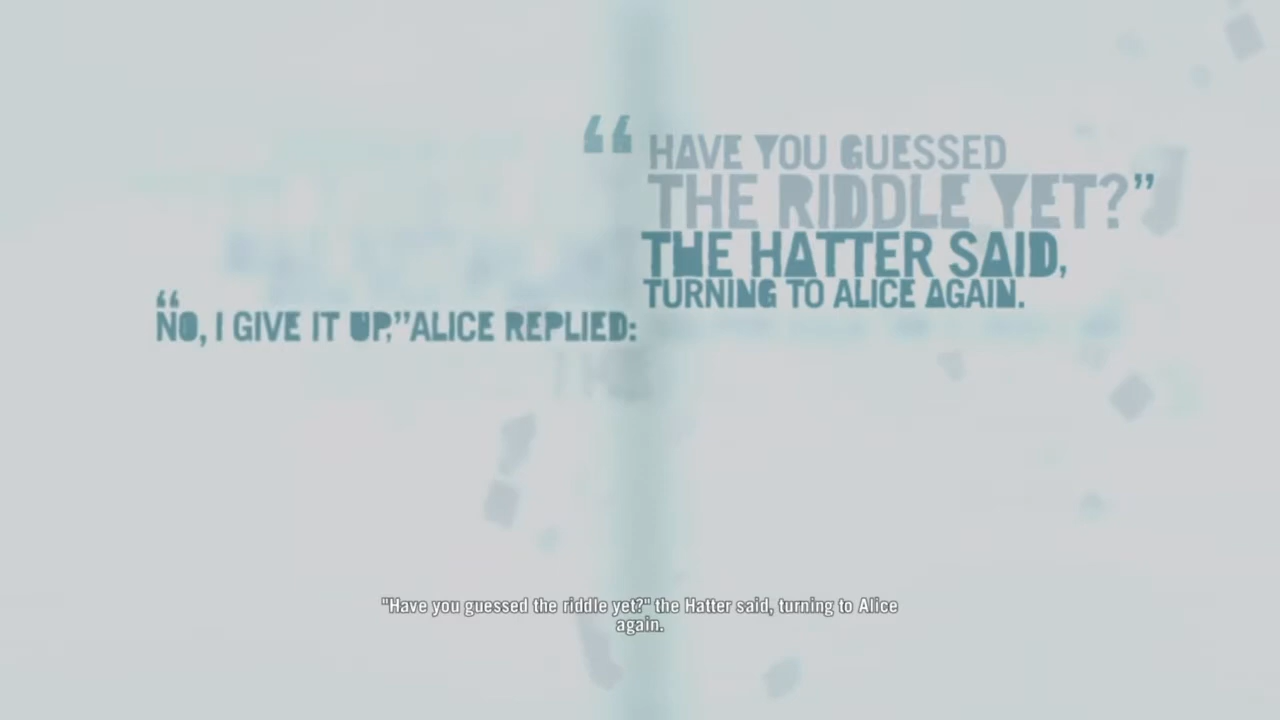 “HAVE YOU GUESSED
THE RIDDLE YET?”
THE HATTER SAID,
TURNING TO ALICE AGAIN.
“NO, I GIVE IT UP,”ALICE REPLIED:
"Have you guessed the riddle yet?" the Hatter said, turning to Alice
again.